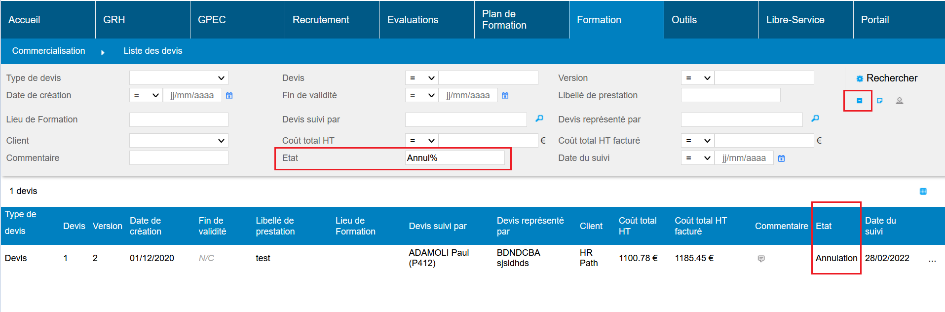 Accueil GRH GPEC Recrutement Evaluations Plan de Formation Formation Outils Libre-Service Portail
Commercialisation Liste des devis
Type de devis Devis = Version = Rechercher
Date de création = jj/mm/aaaa Fin de validité = jj/mm/aaaa Libellé de prestation
Lieu de Formation Devis suivi par Devis représenté par
Client Coût total HT = € Coût total HT facturé = €
Commentaire Etat Annul% Date du suivi = jj/mm/aaaa
1 devis
Type de devis Devis Version Date de création Fin de validité Libellé de prestation Lieu de Formation Devis suivi par Devis représenté par Client Coût total HT Coût total HT facturé Commentaire Etat Date du suivi
Devis 1 2 01/12/2020 N/C test ADAMOLI Paul (P412) BDNDCBA sjsldhds HR Path 1100.78 € 1185.45 € Annulation 28/02/2022 ...